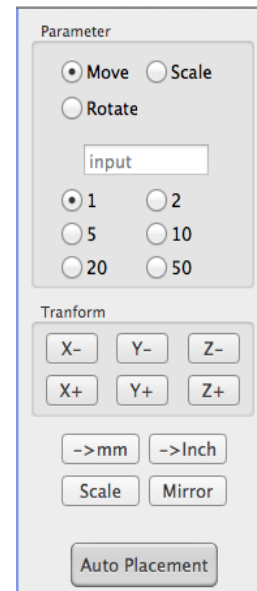 Parameter
Move Scale
Rotate
input
1 2
5 10
20 50
Tranform
X- Y- Z-
X+ Y+ Z+
->mm ->Inch
Scale Mirror
Auto Placement